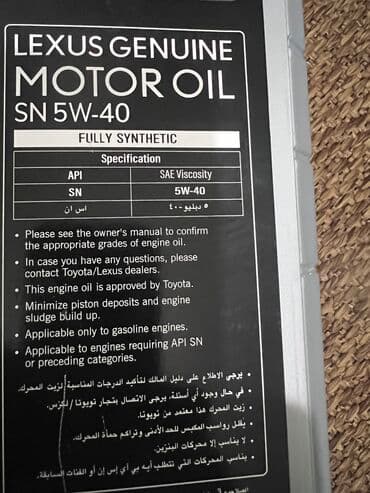 LEXUS GENUINE
MOTOR OIL
SN 5W-40
FULLY SYNTHETIC
Specification
API SAE Viscosity
SN 5W-40
اس ان ٥ دبليو-٤٠
• Please see the owner's manual to confirm
the appropriate grades of engine oil.
• In case you have any questions, please
contact Toyota/Lexus dealers.
• This engine oil is approved by Toyota.
• Minimize piston deposits and engine
sludge build up.
• Applicable only to gasoline engines.
• Applicable to engines requiring API SN
or preceding categories.
• يرجى الاطلاع على دليل المالك لتأكيد الدرجات المناسبة لزيت المحرك.
• في حال وجود أي أسئلة، يرجى الاتصال بتجار تويوتا / لكزس.
• زيت المحرك هذا معتمد من تويوتا.
• يقلل رواسب المكبس للحد الأدنى وتراكم حمأة المحرك.
• لا يناسب إلا محركات البنزين.
• يناسب المحركات التي تتطلب أيه بي أي إس إن أو الفئات السابقة.